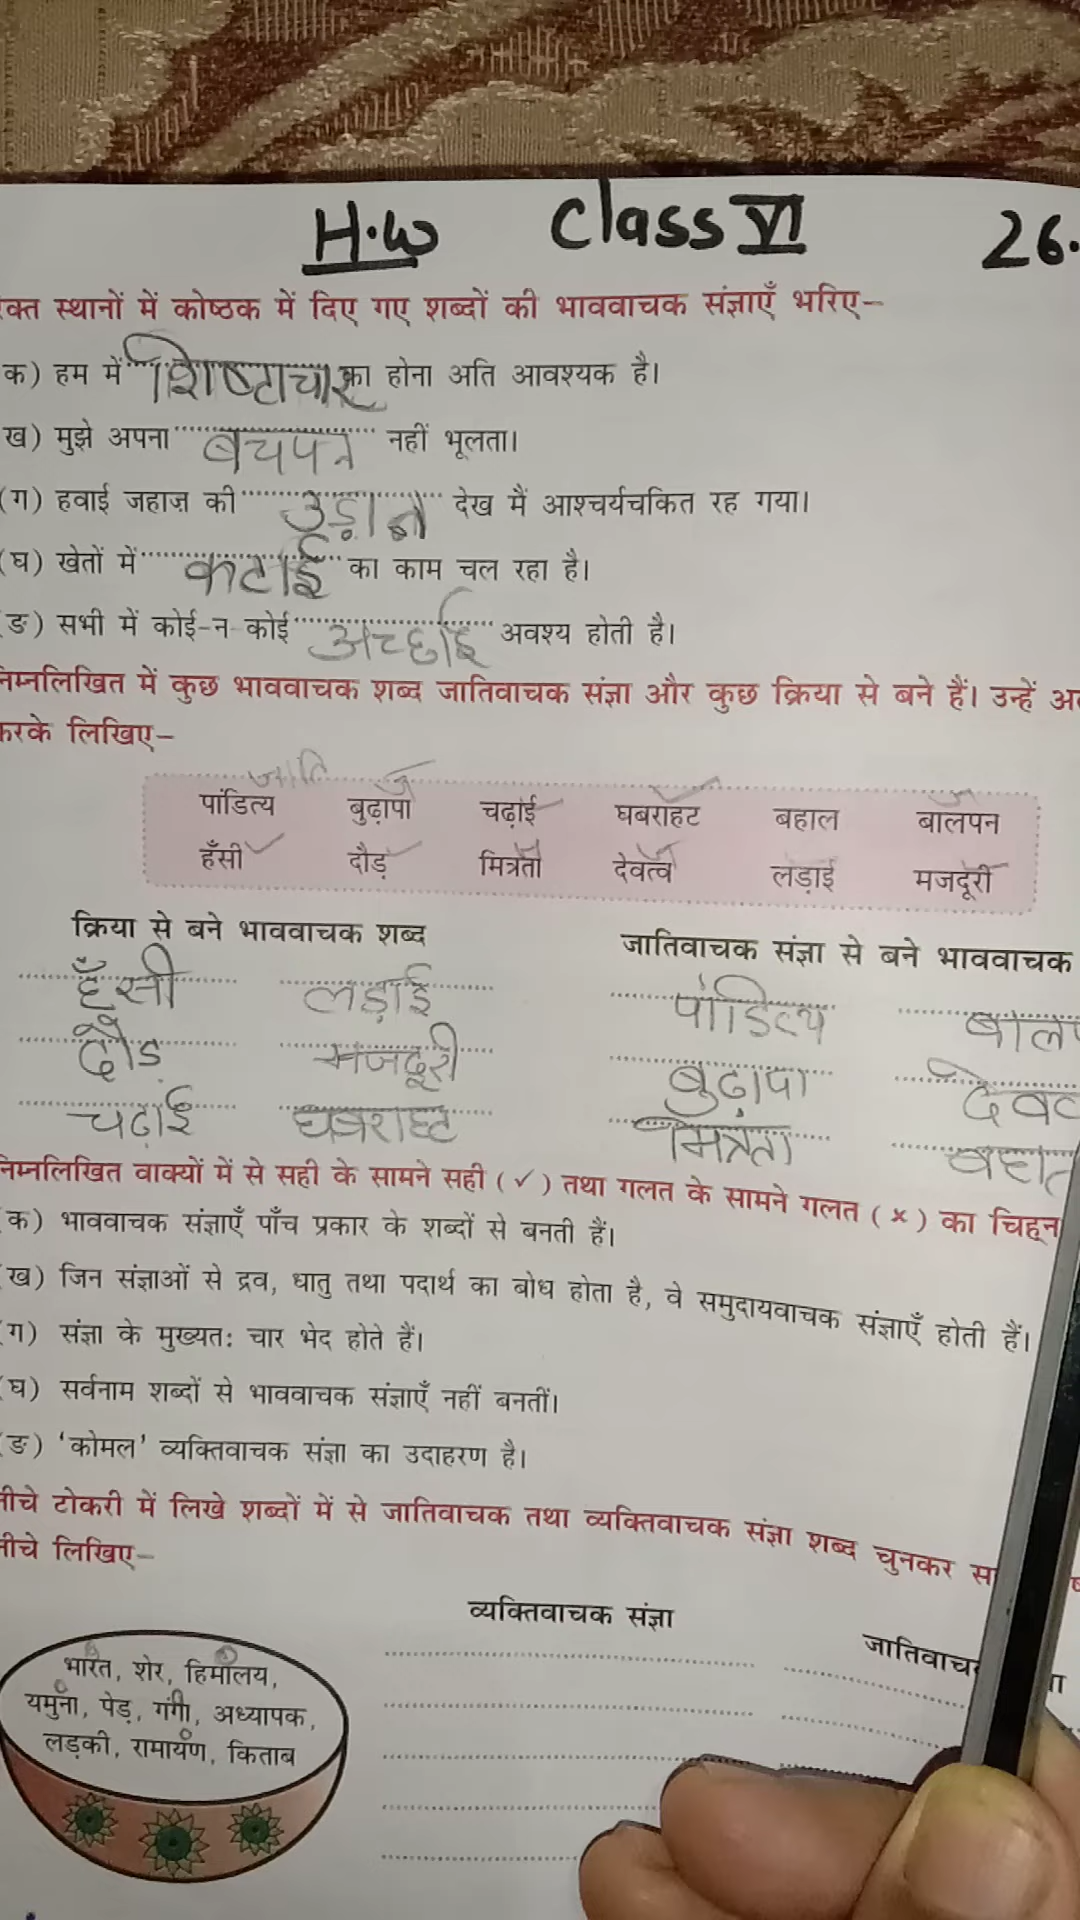 H.W Class VI 26.
स्थानों में कोष्ठक में दिए गए शब्दों की भाववाचक संज्ञाएँ भरिए–
क) हम में शिष्टाचार का होना अति आवश्यक है।
ख) मुझे अपना बचपन नहीं भूलता।
(ग) हवाई जहाज़ की उड़ान देख मैं आश्चर्यचकित रह गया।
(घ) खेतों में कटाई का काम चल रहा है।
ङ) सभी में कोई-न-कोई अच्छाई अवश्य होती है।
निम्नलिखित में कुछ भाववाचक शब्द जातिवाचक संज्ञा और कुछ क्रिया से बने हैं। उन्हें
करके लिखिए–
जाति
पांडित्य बुढ़ापा चढ़ाई घबराहट बहाल बालपन
हँसी दौड़ मित्रता देवत्व लड़ाई मजदूरी
क्रिया से बने भाववाचक शब्द जातिवाचक संज्ञा से बने भाववाचक
हँसी लड़ाई पांडित्य बालप
दौड़ मजदूरी बुढ़ापा देवत्
चढ़ाई घबराहट मित्रता बहा
निम्नलिखित वाक्यों में से सही के सामने सही (✓) तथा गलत के सामने गलत (×) का चिह्न
(क) भाववाचक संज्ञाएँ पाँच प्रकार के शब्दों से बनती हैं।
(ख) जिन संज्ञाओं से द्रव, धातु तथा पदार्थ का बोध होता है, वे समुदायवाचक संज्ञाएँ होती हैं।
(ग) संज्ञा के मुख्यतः चार भेद होते हैं।
(घ) सर्वनाम शब्दों से भाववाचक संज्ञाएँ नहीं बनतीं।
(ङ) ‘कोमल’ व्यक्तिवाचक संज्ञा का उदाहरण है।
नीचे टोकरी में लिखे शब्दों में से जातिवाचक तथा व्यक्तिवाचक संज्ञा शब्द चुनकर
नीचे लिखिए–
व्यक्तिवाचक संज्ञा जातिवाच
भारत, शेर, हिमालय,
यमुना, पेड़, गंगा, अध्यापक,
लड़की, रामायण, किताब